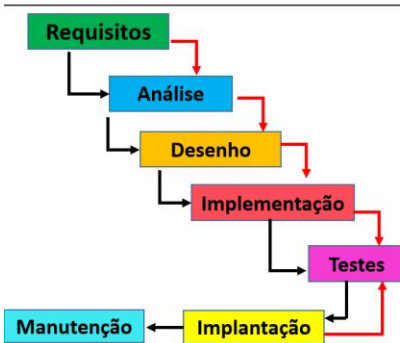 Requisitos
Análise
Desenho
Implementação
Testes
Manutenção
Implantação